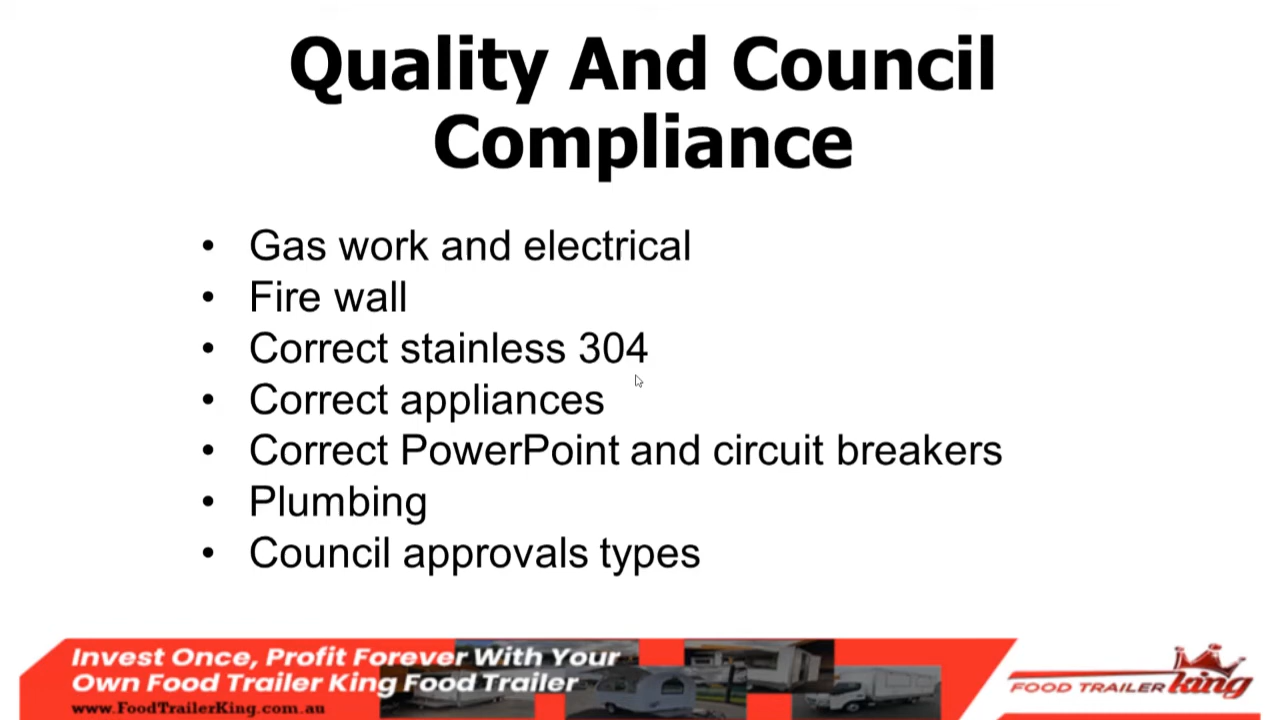 Quality And Council
Compliance
• Gas work and electrical
• Fire wall
• Correct stainless 304
• Correct appliances
• Correct PowerPoint and circuit breakers
• Plumbing
• Council approvals types
Invest Once, Profit Forever With Your
Own Food Trailer King Food Trailer
www.FoodTrailerKing.com.au
FOOD TRAILER king